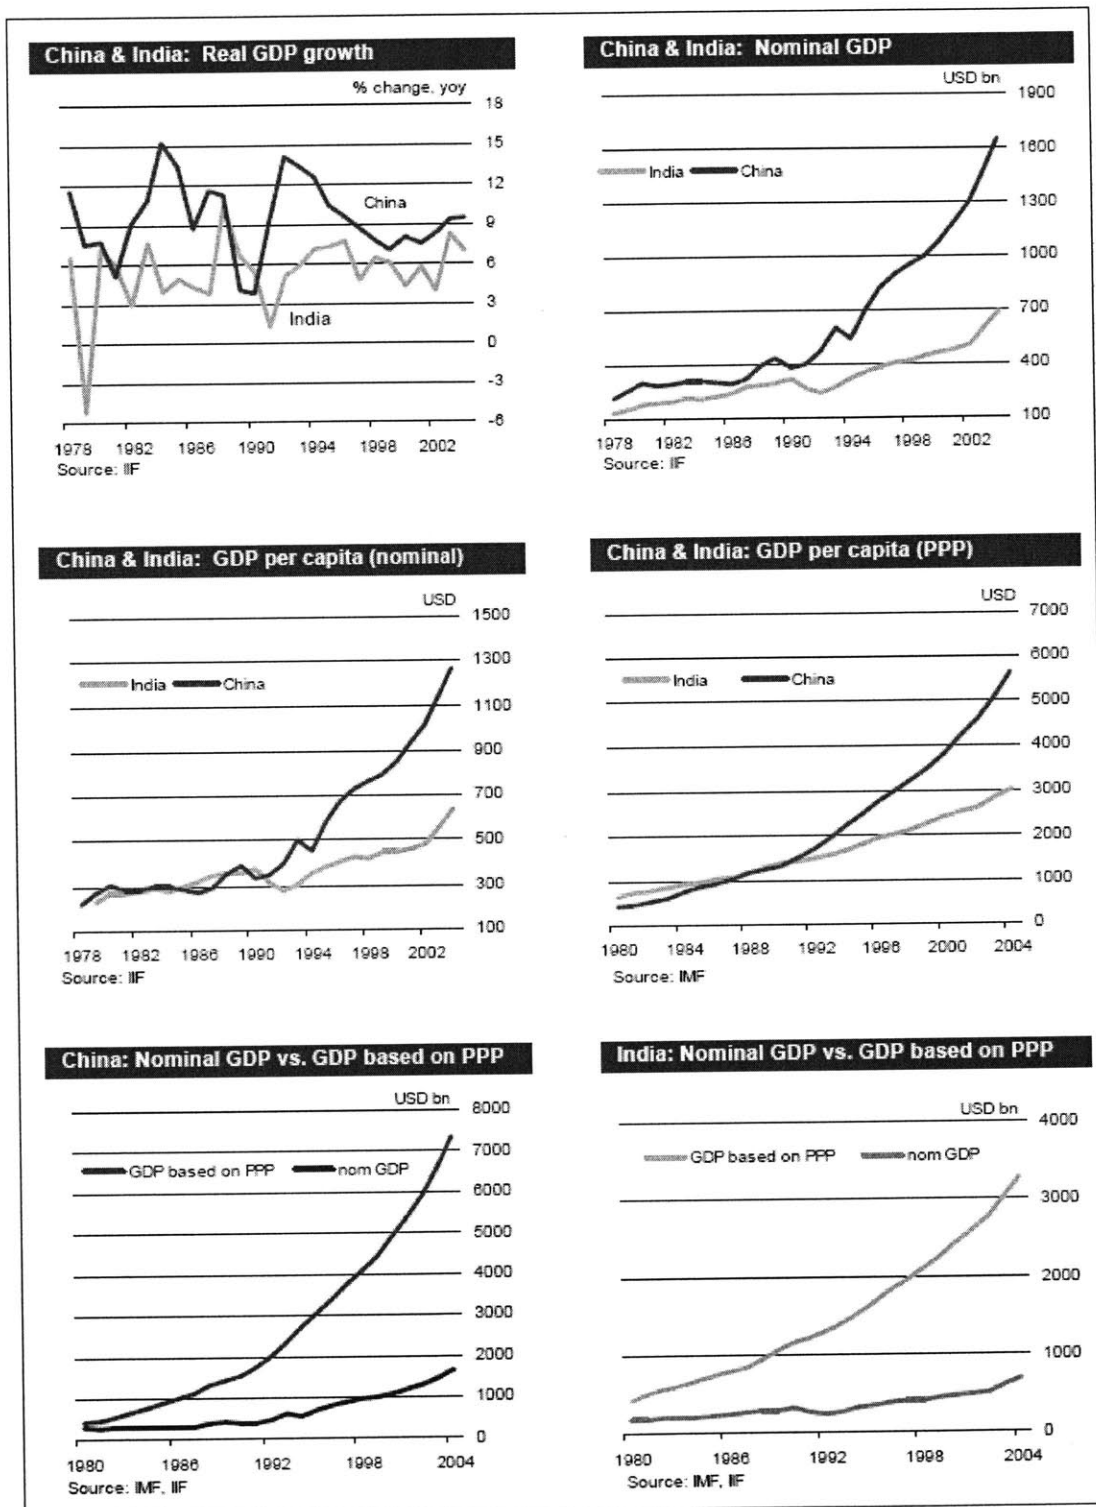 China & India: Real GDP growth
% change, yoy
18
15
12
China
9
6
3
India
0
-3
-6
1978 1982 1986 1990 1994 1998 2002
Source: IIF
China & India: Nominal GDP
USD bn
1900
1600
India China
1300
1000
700
400
100
1978 1982 1986 1990 1994 1998 2002
Source: IIF
China & India: GDP per capita (nominal)
USD
1500
1300
India China
1100
900
700
500
300
100
1978 1982 1986 1990 1994 1998 2002
Source: IIF
China & India: GDP per capita (PPP)
USD
7000
6000
India China
5000
4000
3000
2000
1000
0
1980 1984 1988 1992 1996 2000 2004
Source: IMF
China: Nominal GDP vs. GDP based on PPP
USD bn
8000
7000
GDP based on PPP nom GDP
6000
5000
4000
3000
2000
1000
0
1980 1986 1992 1998 2004
Source: IMF, IIF
India: Nominal GDP vs. GDP based on PPP
USD bn
4000
GDP based on PPP nom GDP
3000
2000
1000
0
1980 1986 1992 1998 2004
Source: IMF, IIF